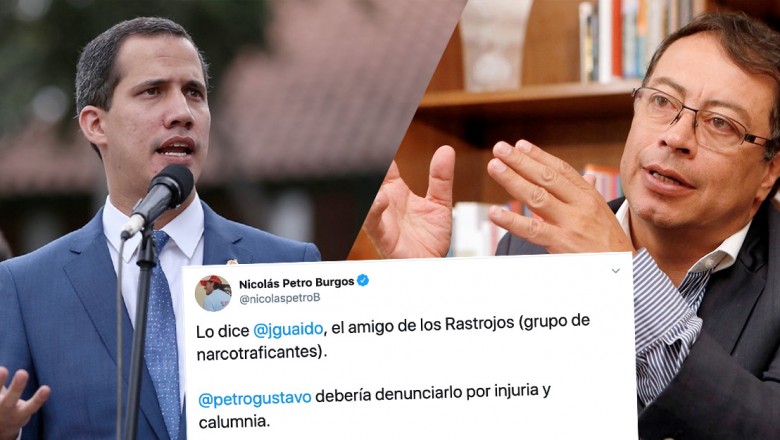 Nicolás Petro Burgos
@nicolaspetroB
Lo dice @jguaido, el amigo de los Rastrojos (grupo de
narcotraficantes).
@petrogustavo debería denunciarlo por injuria y
calumnia.